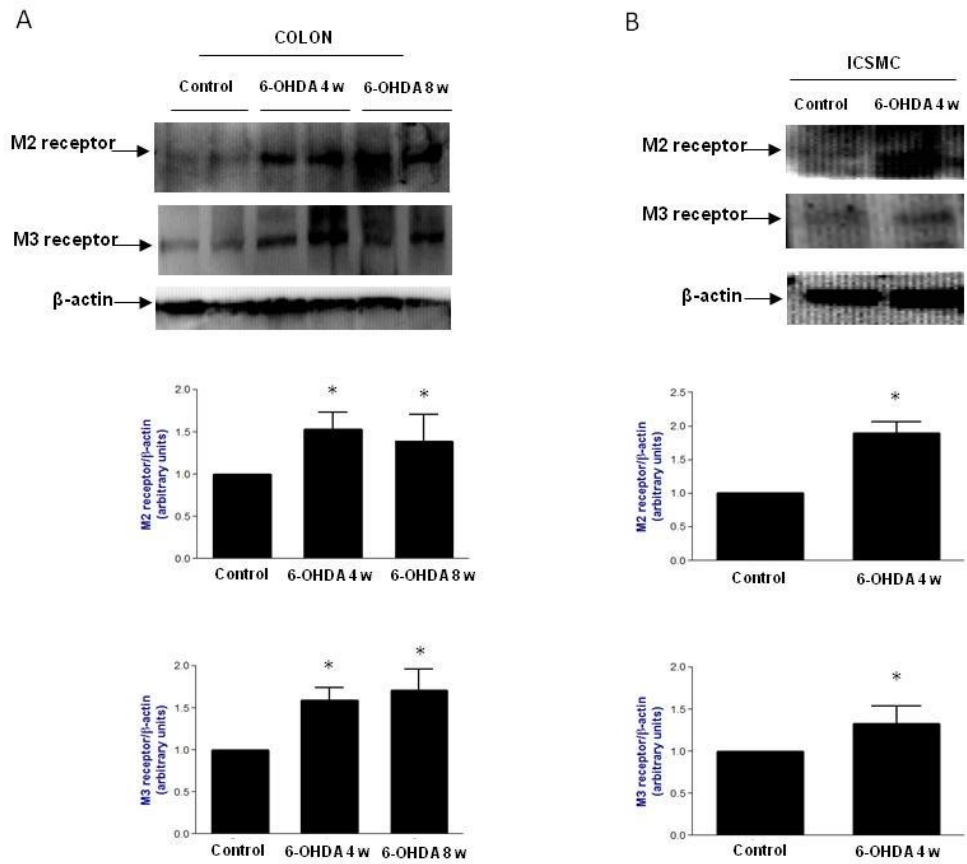 A
COLON
Control 6-OHDA 4 w 6-OHDA 8 w
M2 receptor
M3 receptor
β-actin
2.0
1.5
1.0
0.5
0.0
M2 receptor/β-actin
(arbitrary units)
*
*
Control 6-OHDA 4 w 6-OHDA 8 w
2.0
1.5
1.0
0.5
0.0
M3 receptor/β-actin
(arbitrary units)
*
*
Control 6-OHDA 4 w 6-OHDA 8 w
B
ICSMC
Control 6-OHDA 4 w
M2 receptor
M3 receptor
β-actin
2.5
2.0
1.5
1.0
0.5
0.0
M2 receptor/β-actin
(arbitrary units)
*
Control 6-OHDA 4 w
2.0
1.5
1.0
0.5
0.0
M3 receptor/β-actin
(arbitrary units)
*
Control 6-OHDA 4 w